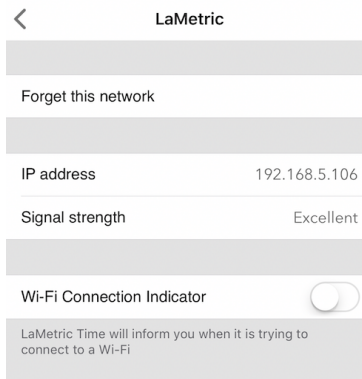 LaMetric
Forget this network
IP address 192.168.5.106
Signal strength Excellent
Wi-Fi Connection Indicator
LaMetric Time will inform you when it is trying to
connect to a Wi-Fi